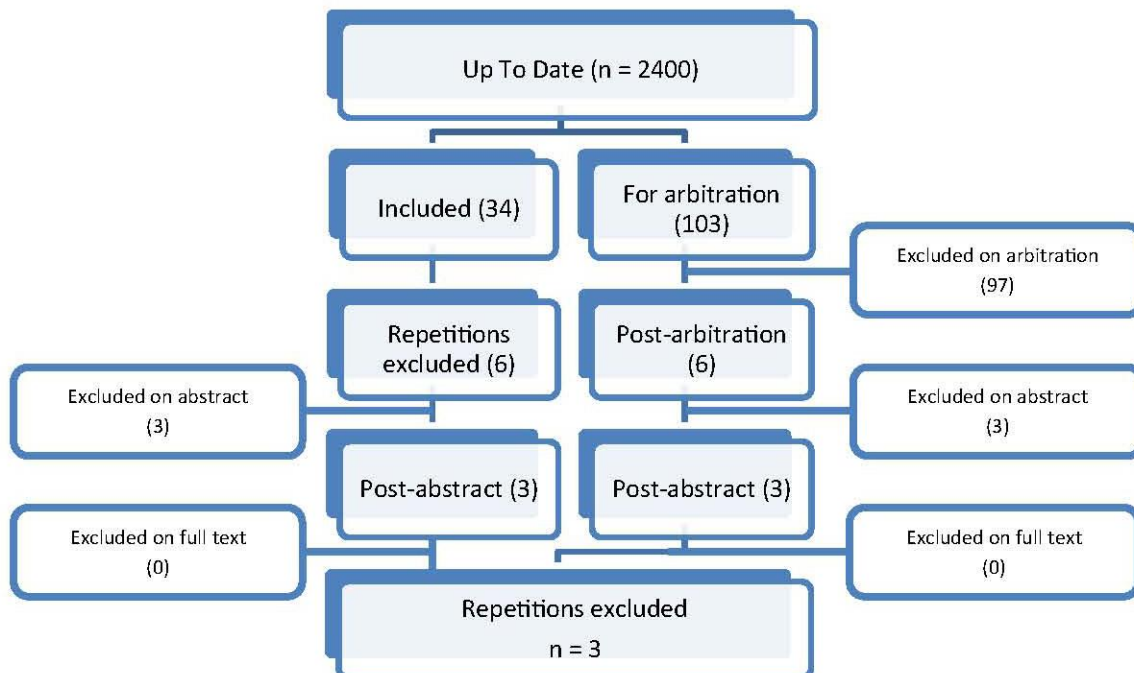 Up To Date (n = 2400)
Included (34)
For arbitration
(103)
Excluded on arbitration
(97)
Repetitions
excluded (6)
Post-arbitration
(6)
Excluded on abstract
(3)
Excluded on abstract
(3)
Post-abstract (3)
Post-abstract (3)
Excluded on full text
(0)
Excluded on full text
(0)
Repetitions excluded
n = 3